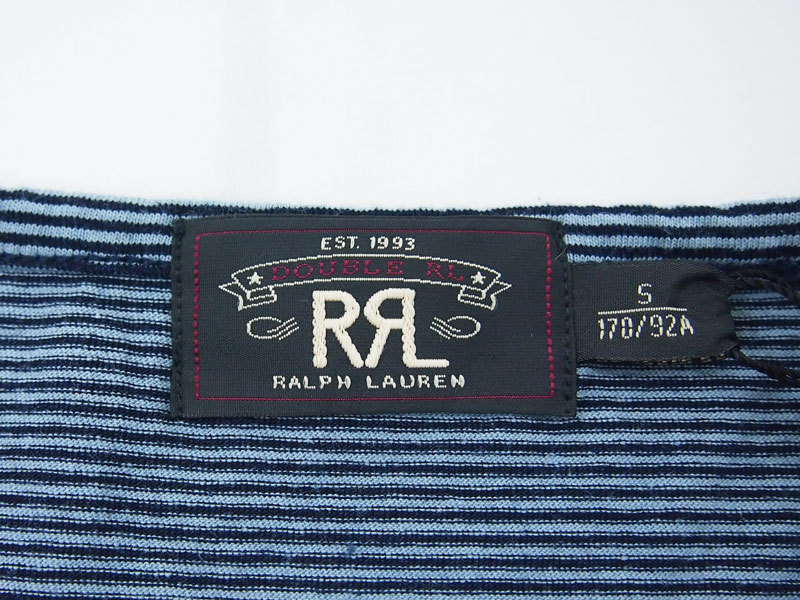 EST. 1993
DOUBLE RL
RRL
RALPH LAUREN
S
170/92A